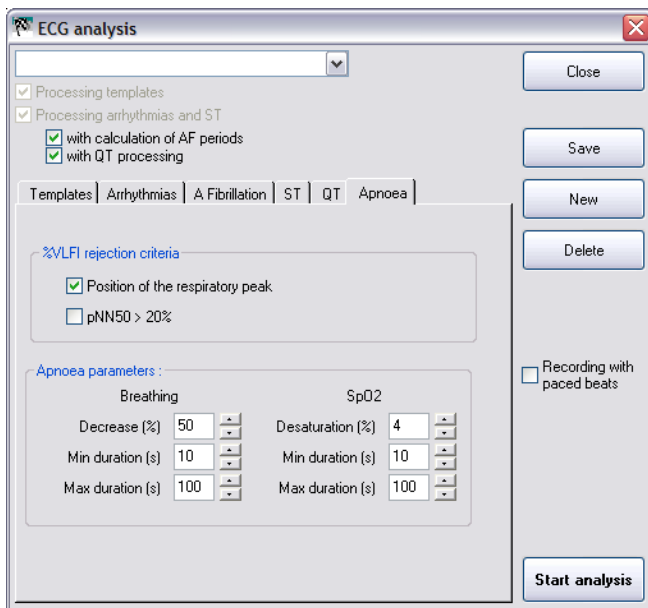 ECG analysis
Close
Processing templates
Processing arrhythmias and ST
with calculation of AF periods
with QT processing
Save
Templates Arrhythmias A Fibrillation ST QT Apnoea
New
Delete
%VLFI rejection criteria
Position of the respiratory peak
pNN50 > 20%
Recording with
paced beats
Apnoea parameters :
Breathing SpO2
Decrease (%) 50 Desaturation (%) 4
Min duration (s) 10 Min duration (s) 10
Max duration (s) 100 Max duration (s) 100
Start analysis